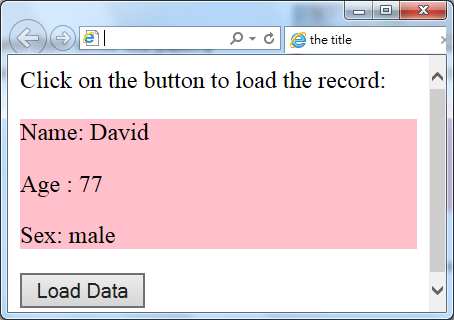 the title
Click on the button to load the record:
Name: David
Age : 77
Sex: male
Load Data